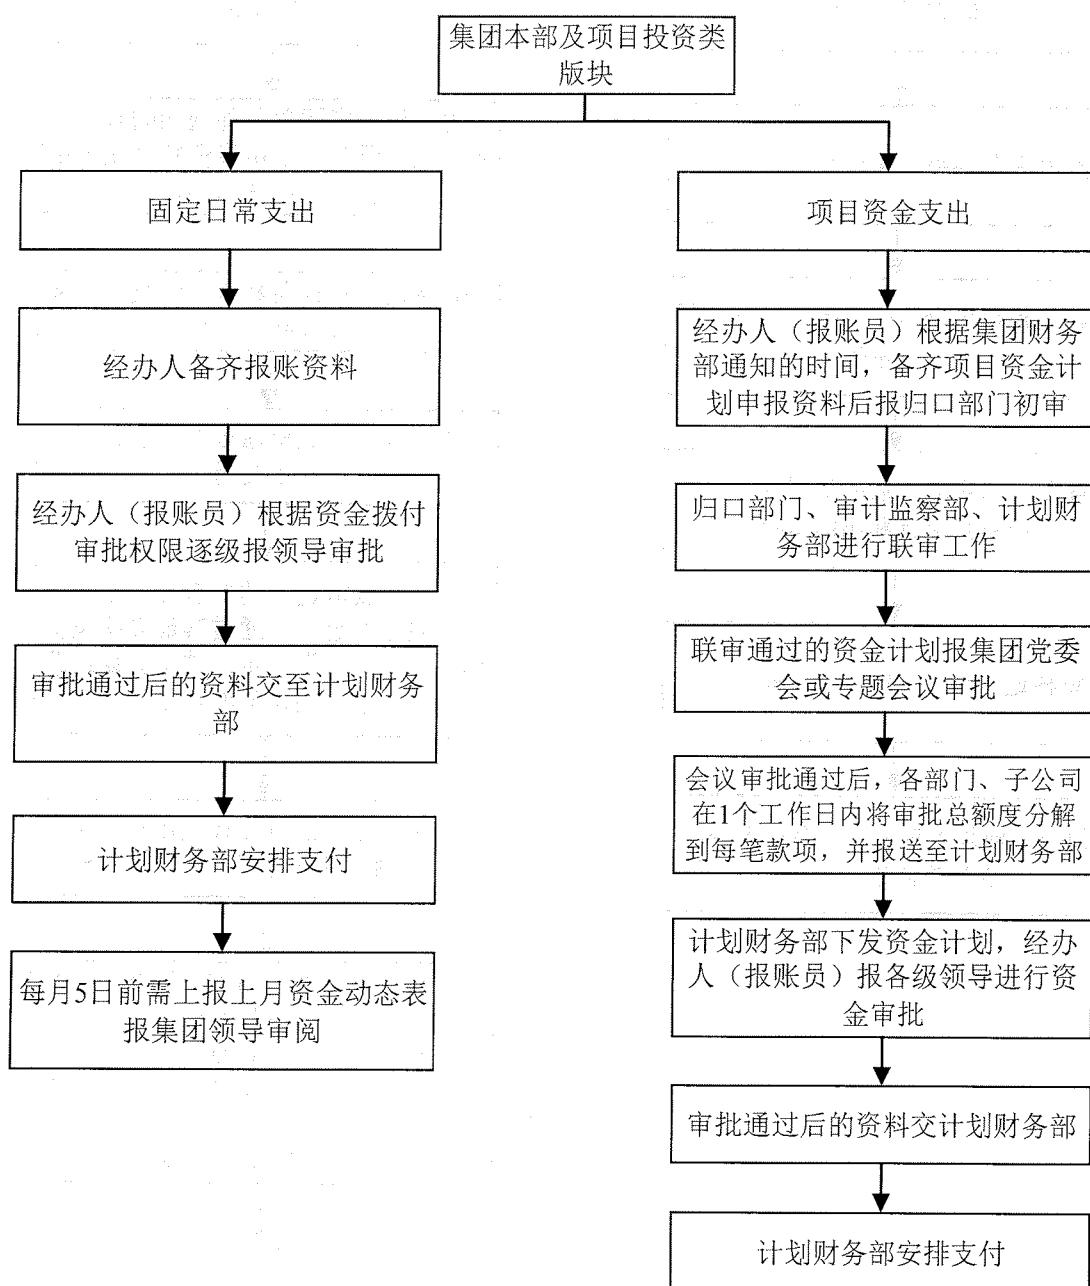 集团本部及项目投资类
版块
固定日常支出
经办人备齐报账资料
经办人（报账员）根据资金拨付
审批权限逐级报领导审批
审批通过后的资料交至计划财务
部
计划财务部安排支付
每月5日前需上报上月资金动态表
报集团领导审阅
项目资金支出
经办人（报账员）根据集团财务
部通知的时间，备齐项目资金计
划申报资料后报归口部门初审
归口部门、审计监察部、计划财
务部进行联审工作
联审通过的资金计划报集团党委
会或专题会议审批
会议审批通过后，各部门、子公司
在1个工作日内将审批总额度分解
到每笔款项，并报送至计划财务部
计划财务部下发资金计划，经办
人（报账员）报各级领导进行资
金审批
审批通过后的资料交计划财务部
计划财务部安排支付